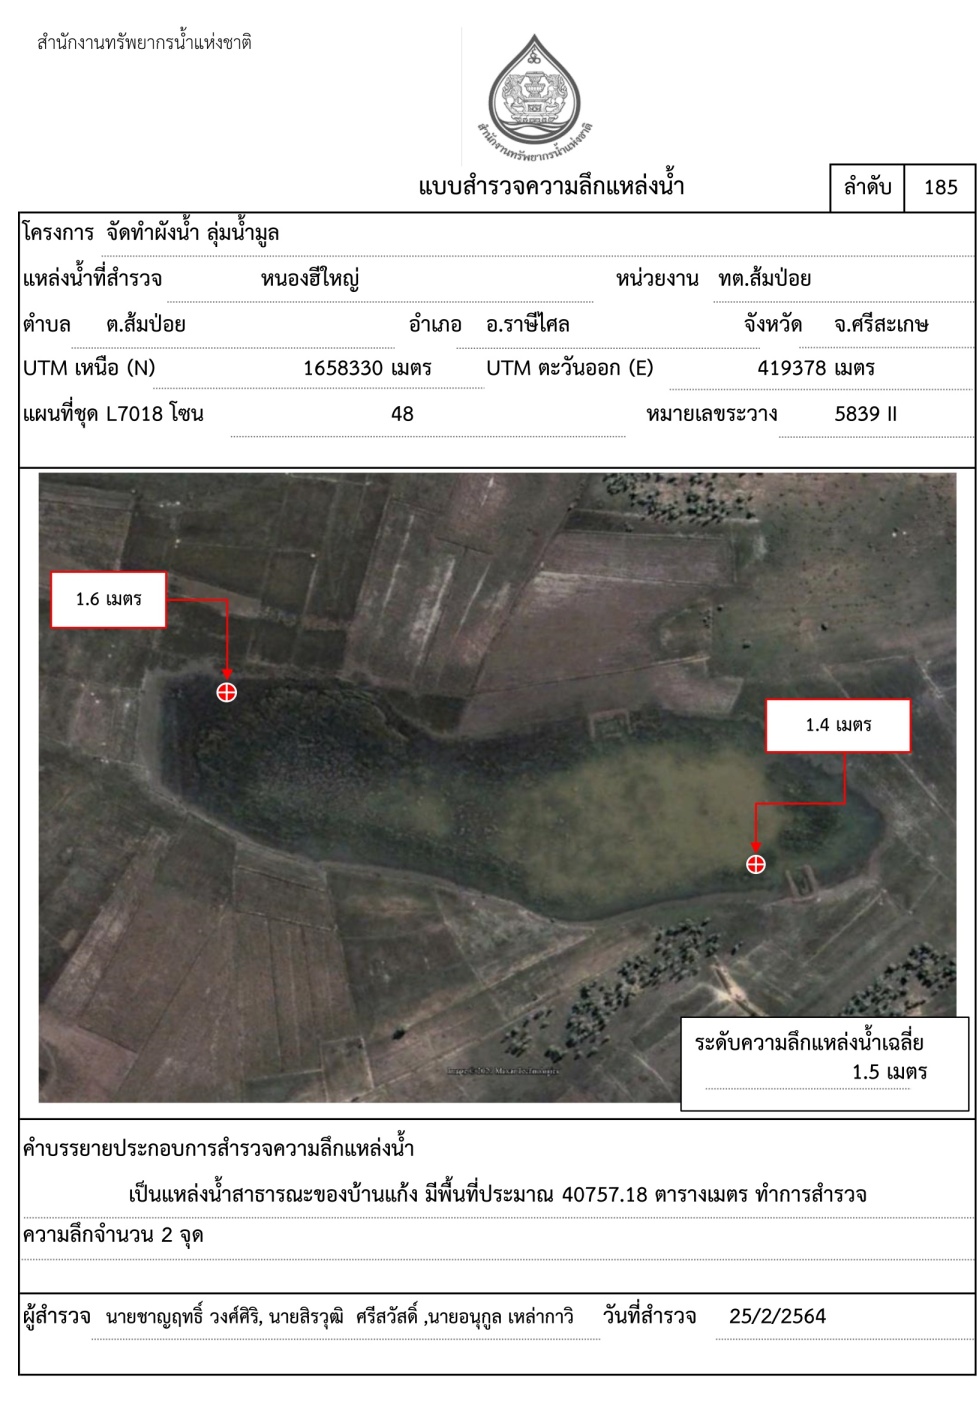 สำนักงานทรัพยากรน้ำแห่งชาติ
สำนักงานทรัพยากรน้ำแห่งชาติ
แบบสำรวจความลึกแหล่งน้ำ
ลำดับ 185
โครงการ จัดทำผังน้ำ ลุ่มน้ำมูล
แหล่งน้ำที่สำรวจ หนองฮีใหญ่ หน่วยงาน ทต.ส้มป่อย
ตำบล ต.ส้มป่อย อำเภอ อ.ราษีไศล จังหวัด จ.ศรีสะเกษ
UTM เหนือ (N) 1658330 เมตร UTM ตะวันออก (E) 419378 เมตร
แผนที่ชุด L7018 โซน 48 หมายเลขระวาง 5839 II
1.6 เมตร
1.4 เมตร
ระดับความลึกแหล่งน้ำเฉลี่ย
1.5 เมตร
คำบรรยายประกอบการสำรวจความลึกแหล่งน้ำ
เป็นแหล่งน้ำสาธารณะของบ้านแก้ง มีพื้นที่ประมาณ 40757.18 ตารางเมตร ทำการสำรวจ
ความลึกจำนวน 2 จุด
ผู้สำรวจ นายชาญฤทธิ์ วงศ์ศิริ, นายสิรวุฒิ ศรีสวัสดิ์ ,นายอนุกูล เหล่ากาวิ วันที่สำรวจ 25/2/2564